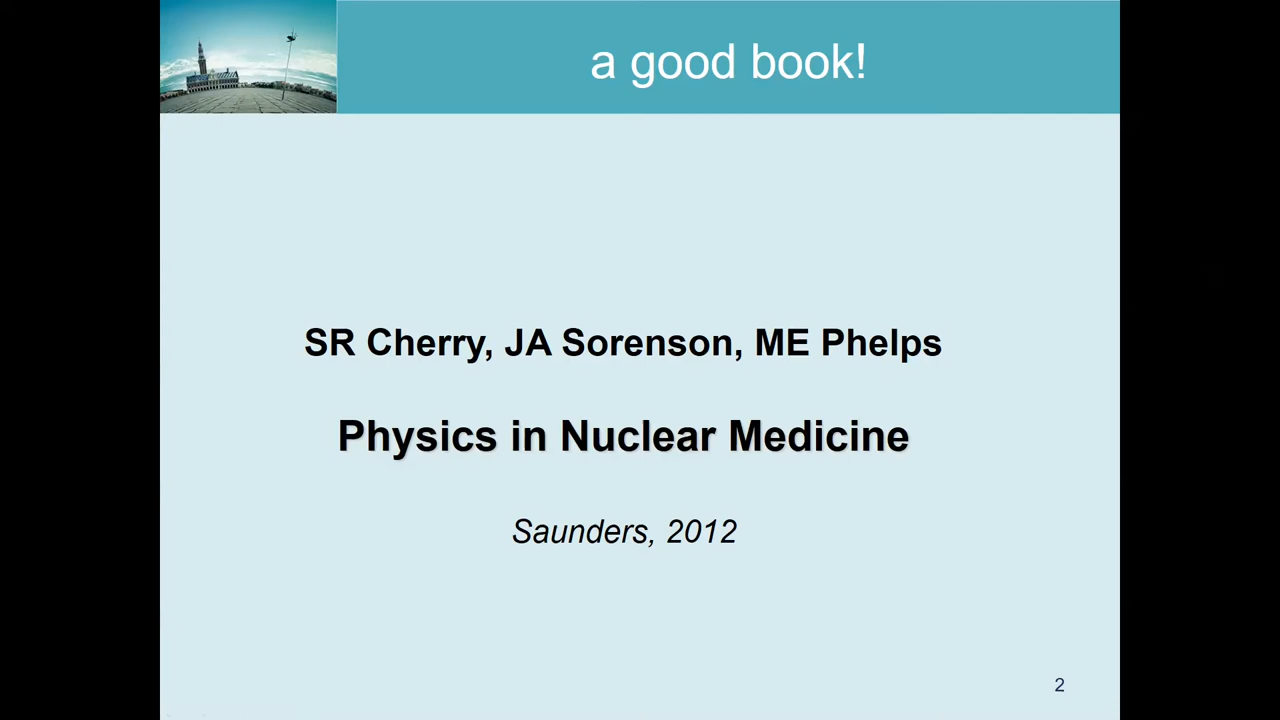 a good book!
SR Cherry, JA Sorenson, ME Phelps
Physics in Nuclear Medicine
Saunders, 2012
2